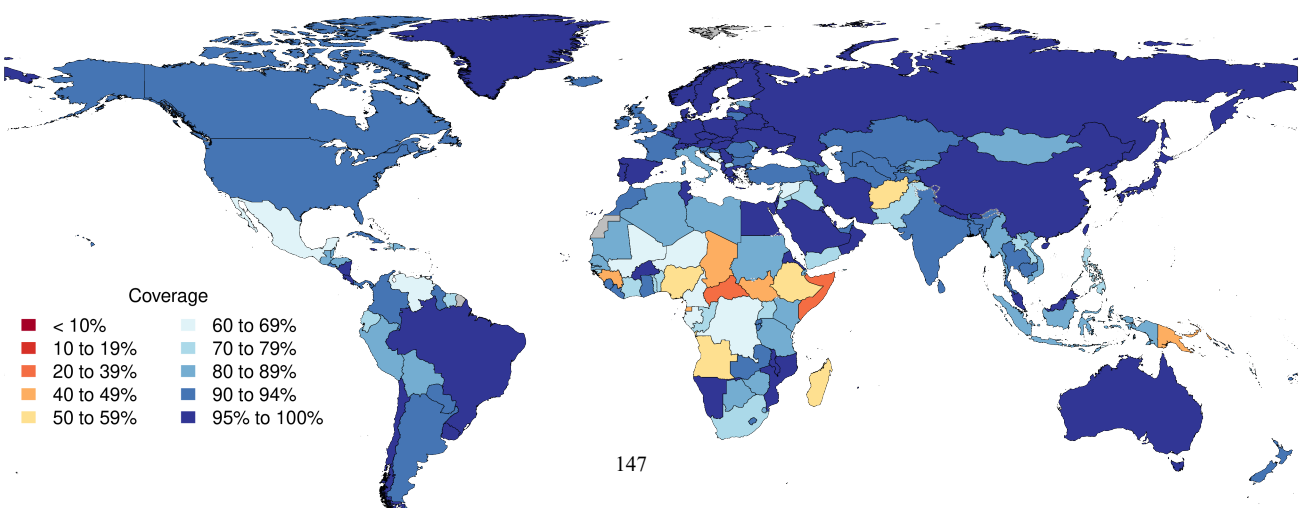 Coverage
< 10%
10 to 19%
20 to 39%
40 to 49%
50 to 59%
60 to 69%
70 to 79%
80 to 89%
90 to 94%
95% to 100%
147